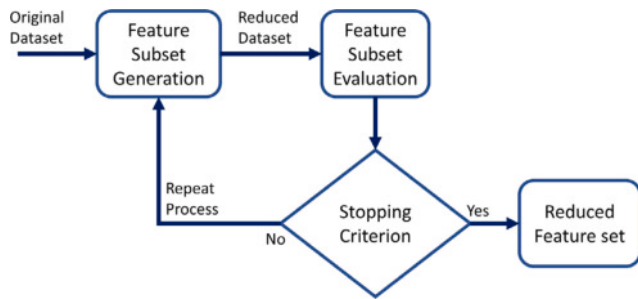 Original
Dataset
Feature
Subset
Generation
Reduced
Dataset
Feature
Subset
Evaluation
Repeat
Process
No
Stopping
Criterion
Yes
Reduced
Feature set